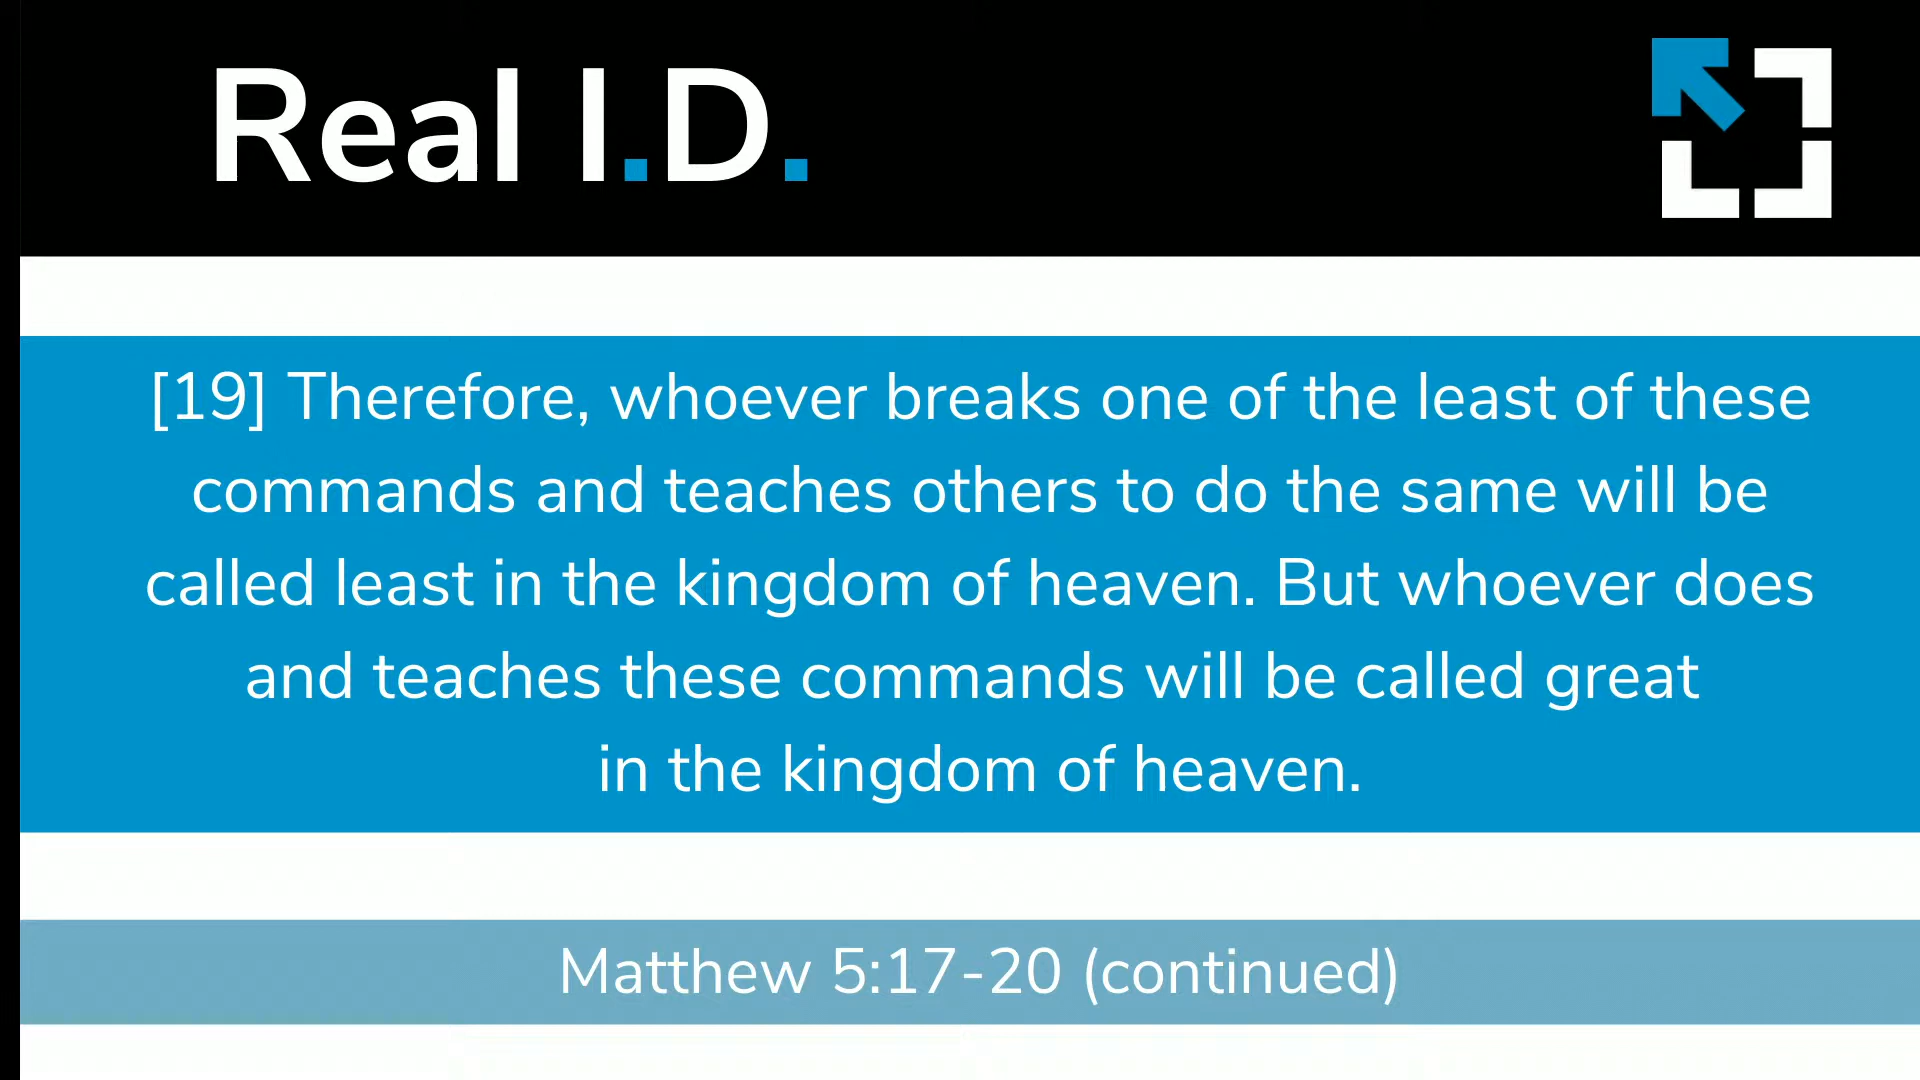 Real I.D.
[19] Therefore, whoever breaks one of the least of these
commands and teaches others to do the same will be
called least in the kingdom of heaven. But whoever does
and teaches these commands will be called great
in the kingdom of heaven.
Matthew 5:17-20 (continued)